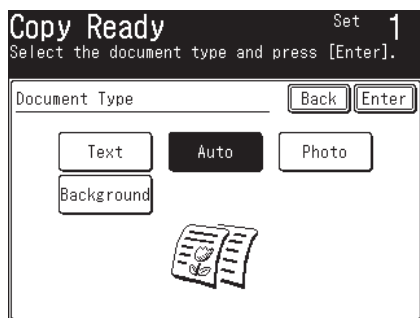 Copy Ready Set 1
Select the document type and press [Enter].
Document Type Back Enter
Text Auto Photo
Background